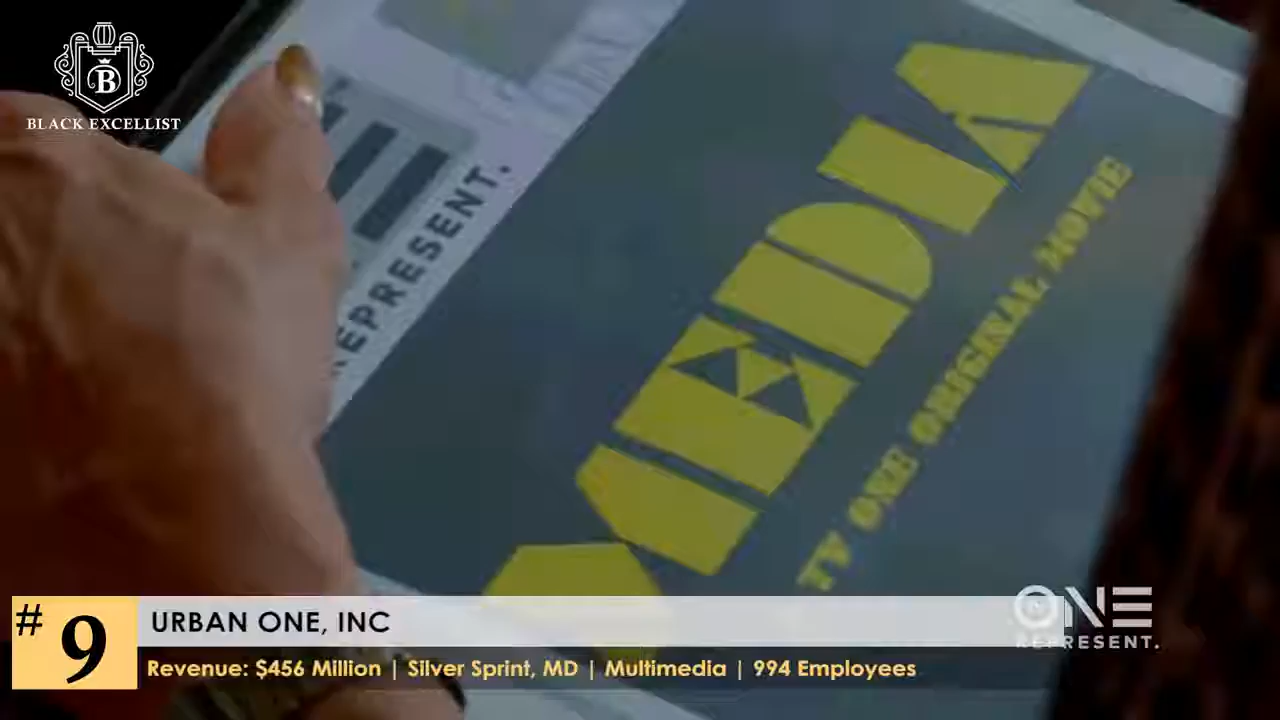 B
BLACK EXCELLIST
REPRESENT.
MEDIA
TV ONE ORIGINAL MOVIE
#9
URBAN ONE, INC
Revenue: $456 Million | Silver Sprint, MD | Multimedia | 994 Employees
ONE
REPRESENT.